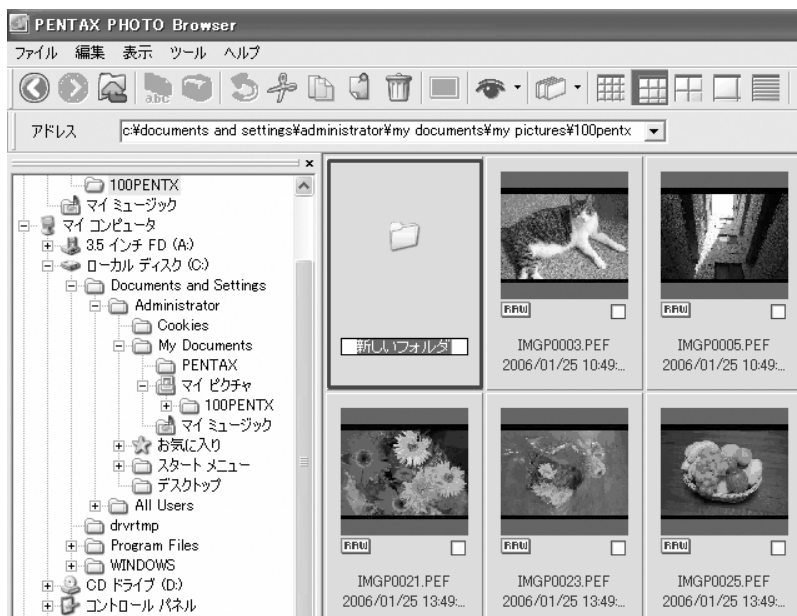 PENTAX PHOTO Browser
ファイル 編集 表示 ツール ヘルプ
abc
アドレス c:¥documents and settings¥administrator¥my documents¥my pictures¥100pentx
100PENTX
マイ ミュージック
マイ コンピュータ
3.5 インチ FD (A:)
ローカル ディスク (C:)
Documents and Settings
Administrator
Cookies
My Documents
PENTAX
マイ ピクチャ
100PENTX
マイ ミュージック
お気に入り
スタート メニュー
デスクトップ
All Users
drvrtmp
Program Files
WINDOWS
CD ドライブ (D:)
コントロール パネル
新しいフォルダ
RAW
IMGP0003.PEF
2006/01/25 10:49:...
RAW
IMGP0005.PEF
2006/01/25 10:49:...
RAW
IMGP0021.PEF
2006/01/25 13:49:...
RAW
IMGP0023.PEF
2006/01/25 13:49:...
RAW
IMGP0025.PEF
2006/01/25 13:49:...